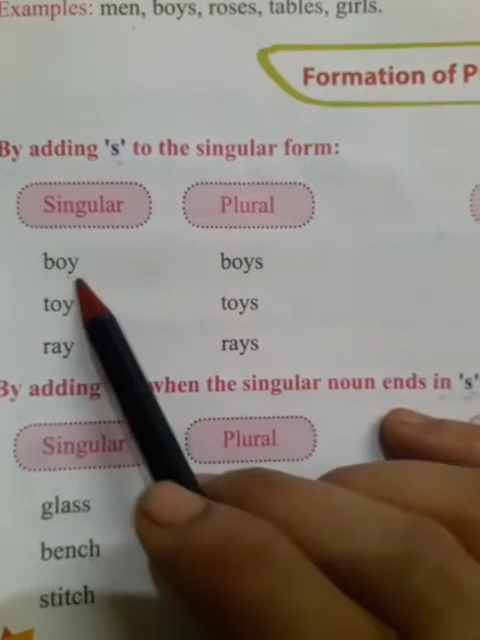 Examples: men, boys, roses, tables, girls.
Formation of P
By adding 's' to the singular form:
Singular Plural
boy boys
toy toys
ray rays
By adding when the singular noun ends in 's'
Singular Plural
glass
bench
stitch